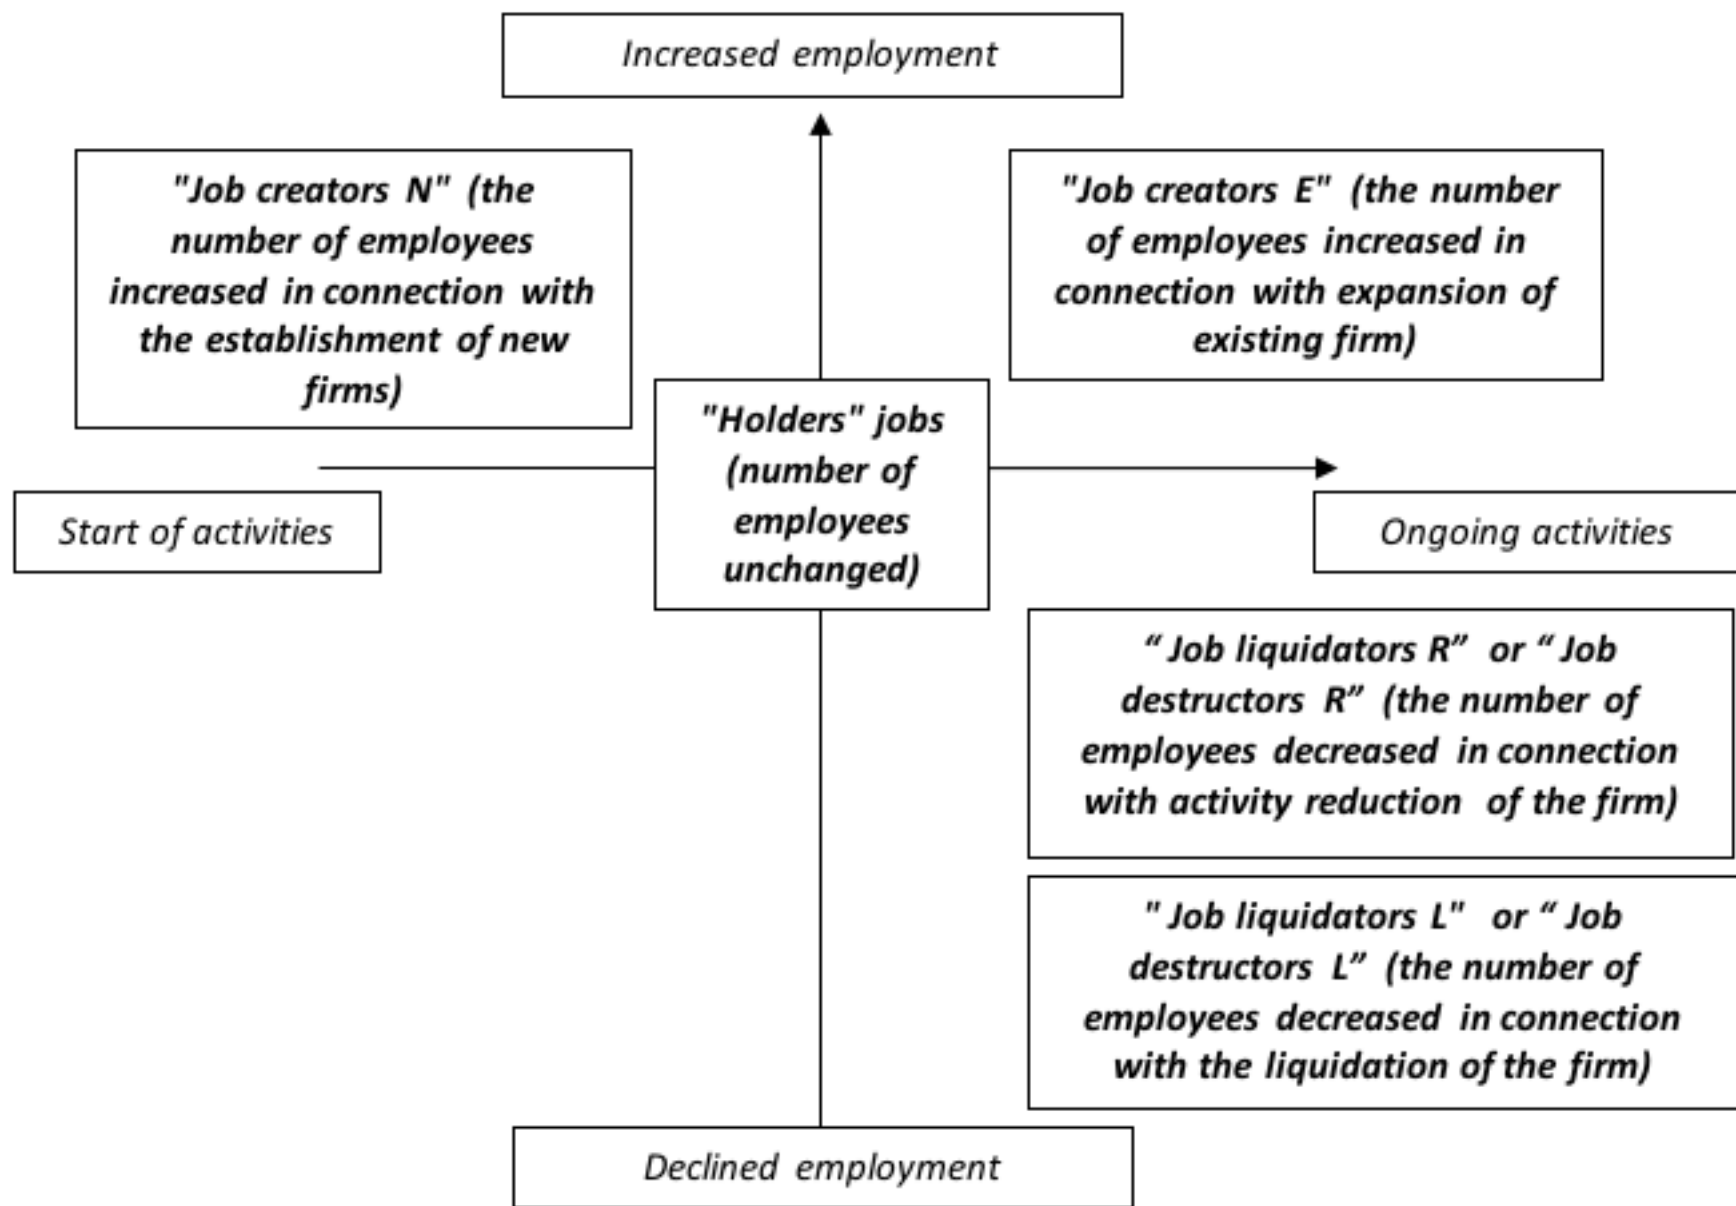 Increased employment
"Job creators N" (the
number of employees
increased in connection with
the establishment of new
firms)
"Job creators E" (the number
of employees increased in
connection with expansion of
existing firm)
"Holders" jobs
(number of
employees
unchanged)
Start of activities
Ongoing activities
“ Job liquidators R” or “ Job
destructors R” (the number of
employees decreased in connection
with activity reduction of the firm)
" Job liquidators L" or “ Job
destructors L” (the number of
employees decreased in connection
with the liquidation of the firm)
Declined employment